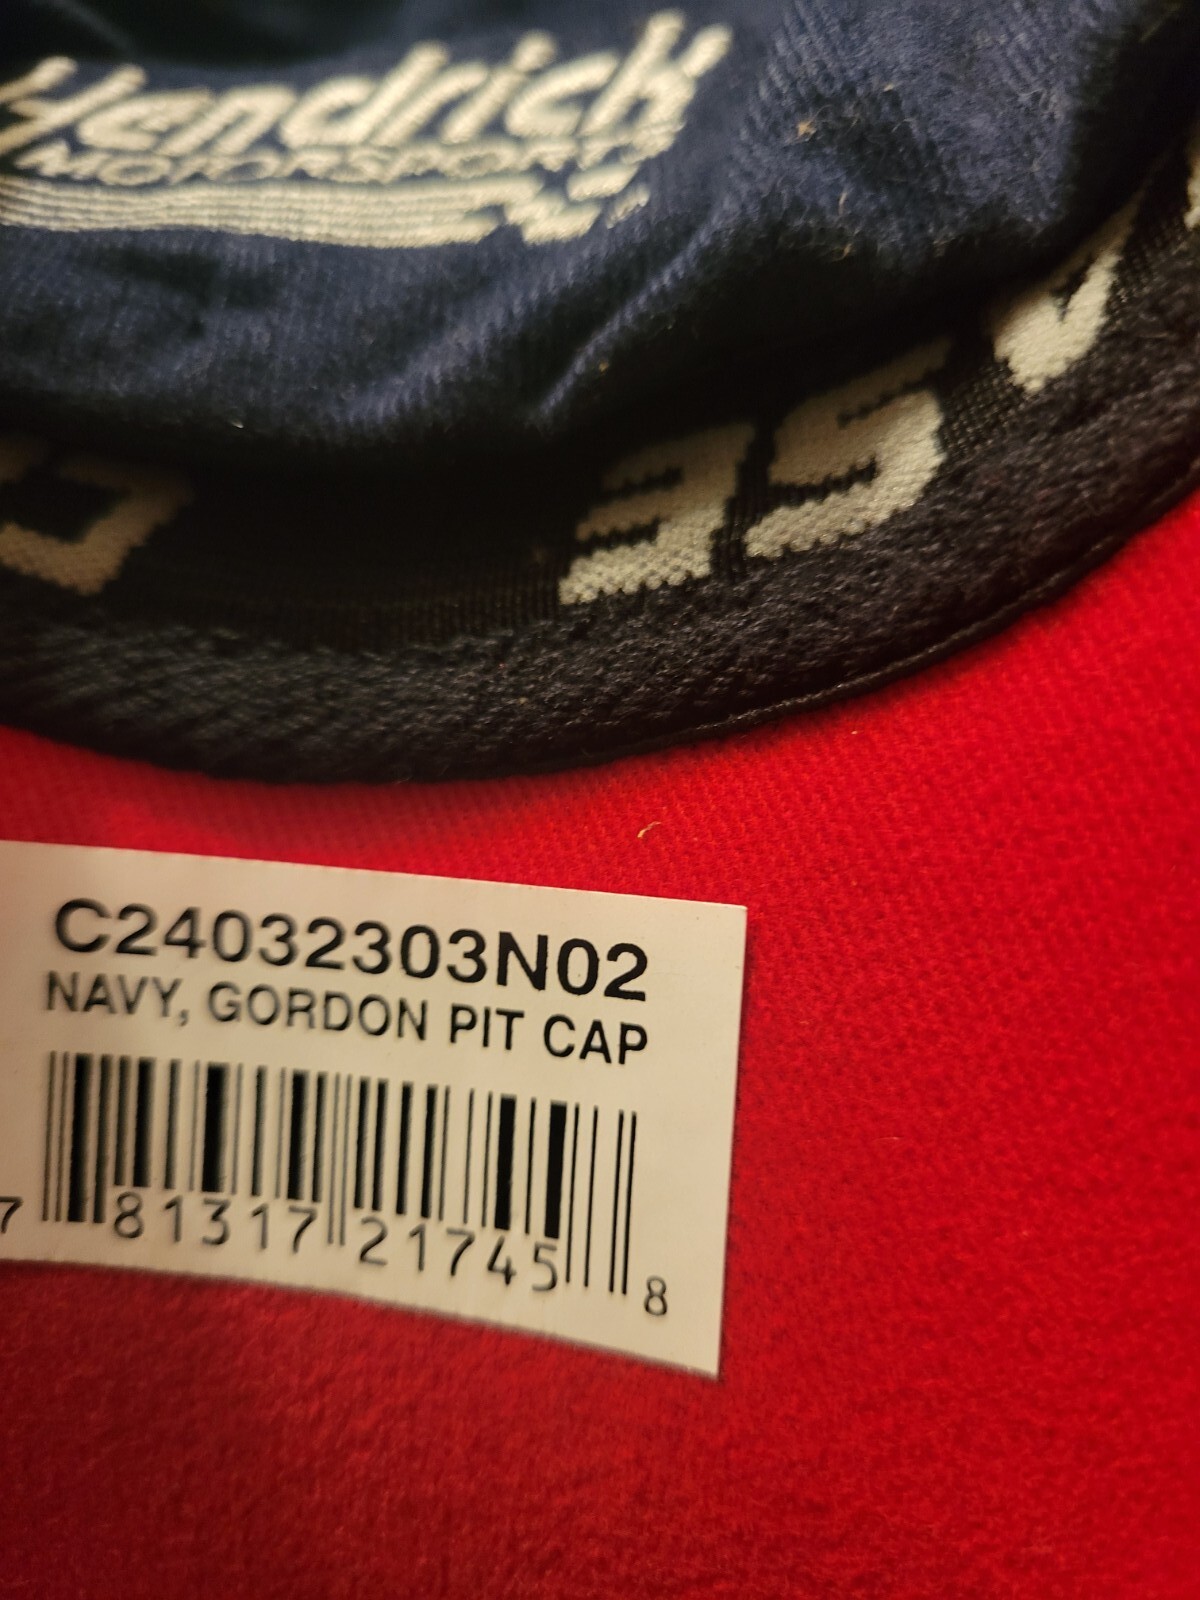 Hendrick
MOTORSPORTS
C24032303N02
NAVY, GORDON PIT CAP
7 81317 21745 8